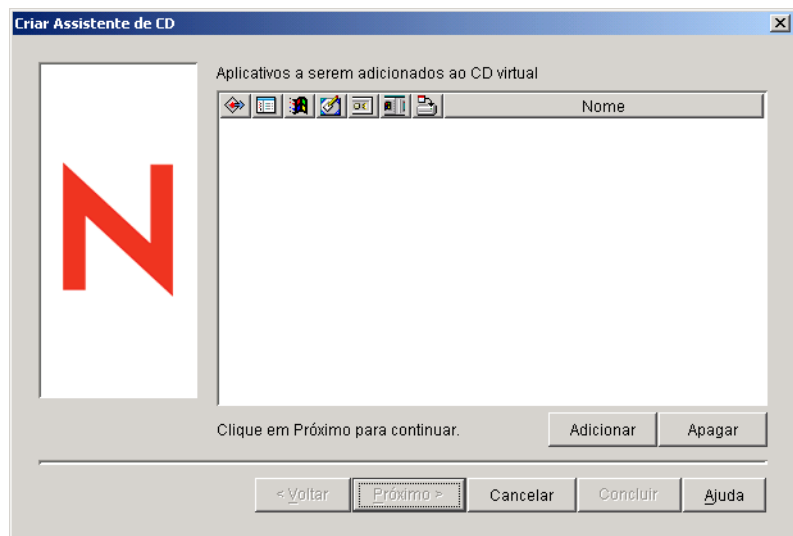 Criar Assistente de CD
Aplicativos a serem adicionados ao CD virtual
Nome
Clique em Próximo para continuar.
Adicionar
Apagar
< Voltar
Próximo >
Cancelar
Concluir
Ajuda